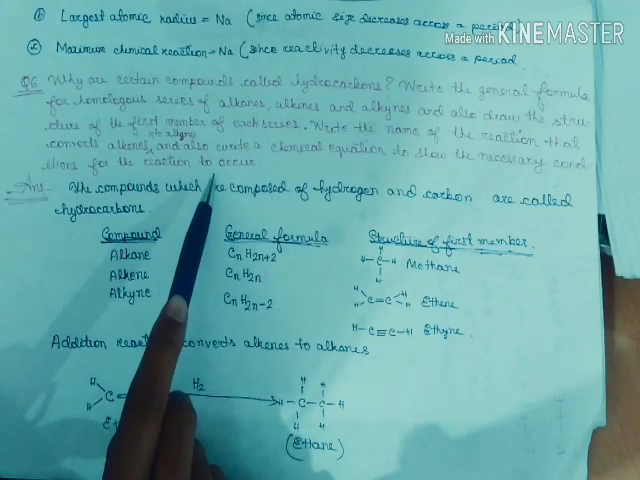 Made with KINEMASTER
(b) Largest atomic radius = Na (since atomic size decreases across a period)
(c) Maximum chemical reaction = Na (since reactivity decreases across a period
Q6 Why are certain compounds called hydrocarbons? Write the general formula
for homologous series of alkanes, alkenes and alkynes and also draw the stru-
cture of the first member of each series. Write the name of the reaction that
converts alkenes into alkynes and also write a chemical equation to show the necessary cond-
itions for the reaction to occur
Ans The compounds which are composed of hydrogen and carbon are called
hydrocarbons.
Compound General formula Structure of first member.
Alkane CnH2n+2 H-C-H Methane
H
Alkene CnH2n H H C=C H H Ethene
Alkyne CnH2n-2 H-C≡C-H Ethyne
Addition converts alkenes to alkanes
H H C= H2 H H H-C-C-H H H
(Ethane)